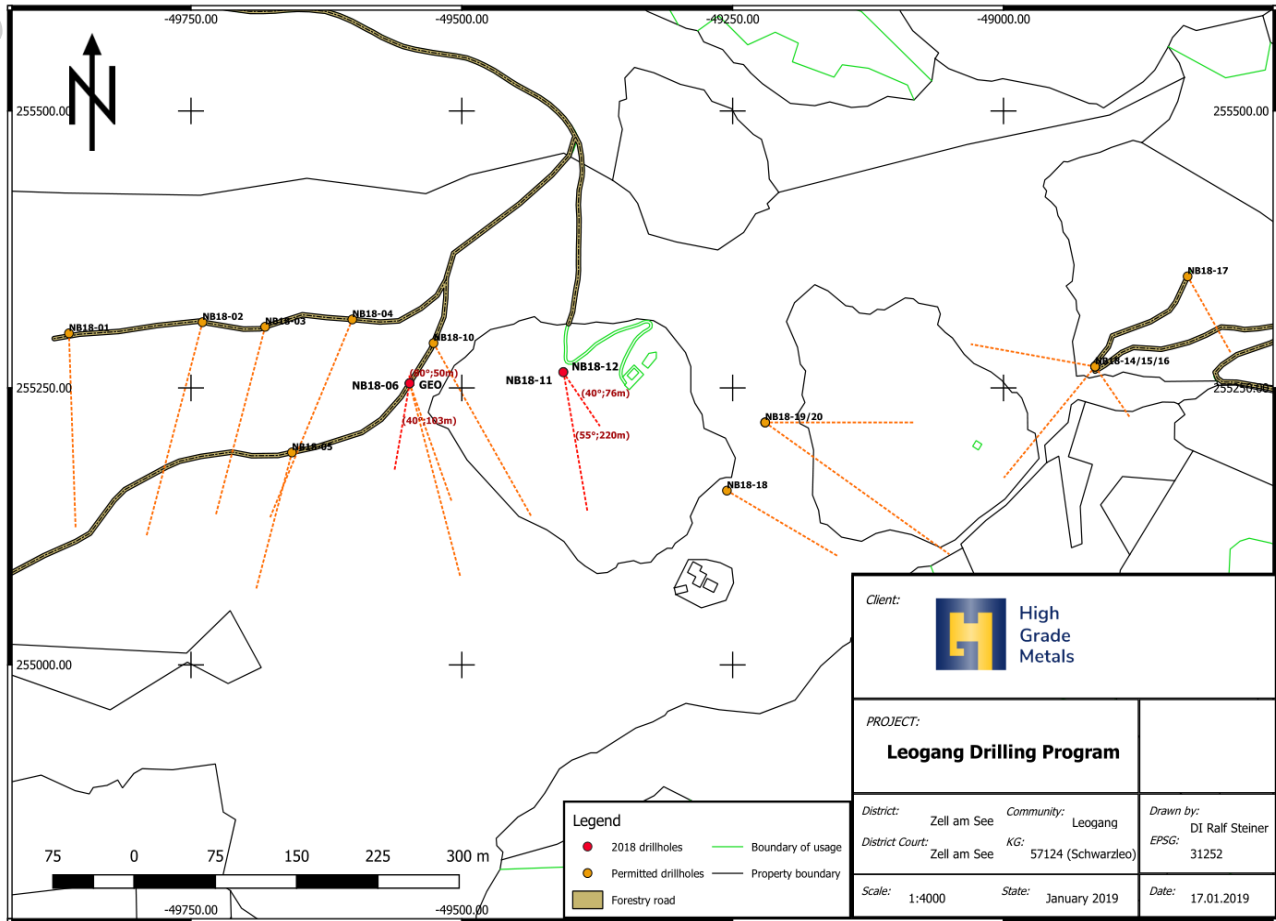 -49750.00 -49500.00 -49250.00 -49000.00
N
255500.00 255500.00
NB18-17
NB18-01
NB18-02
NB18-03
NB18-04
NB18-10
NB18-12
NB18-14/15/16
NB18-11
NB18-06 GEO
255250.00 255250.00
(40°;76m)
(40°;103m)
NB18-19/20
(55°;220m)
NB18-05
NB18-18
255000.00
Client:
High
Grade
Metals
PROJECT:
Leogang Drilling Program
District: Zell am See Community: Leogang
District Court: Zell am See KG: 57124 (Schwarzleo)
Drawn by:
DI Ralf Steiner
EPSG:
31252
Scale: 1:4000 State: January 2019 Date: 17.01.2019
Legend
2018 drillholes Boundary of usage
Permitted drillholes Property boundary
Forestry road
75 0 75 150 225 300 m
-49750.00 -49500.00